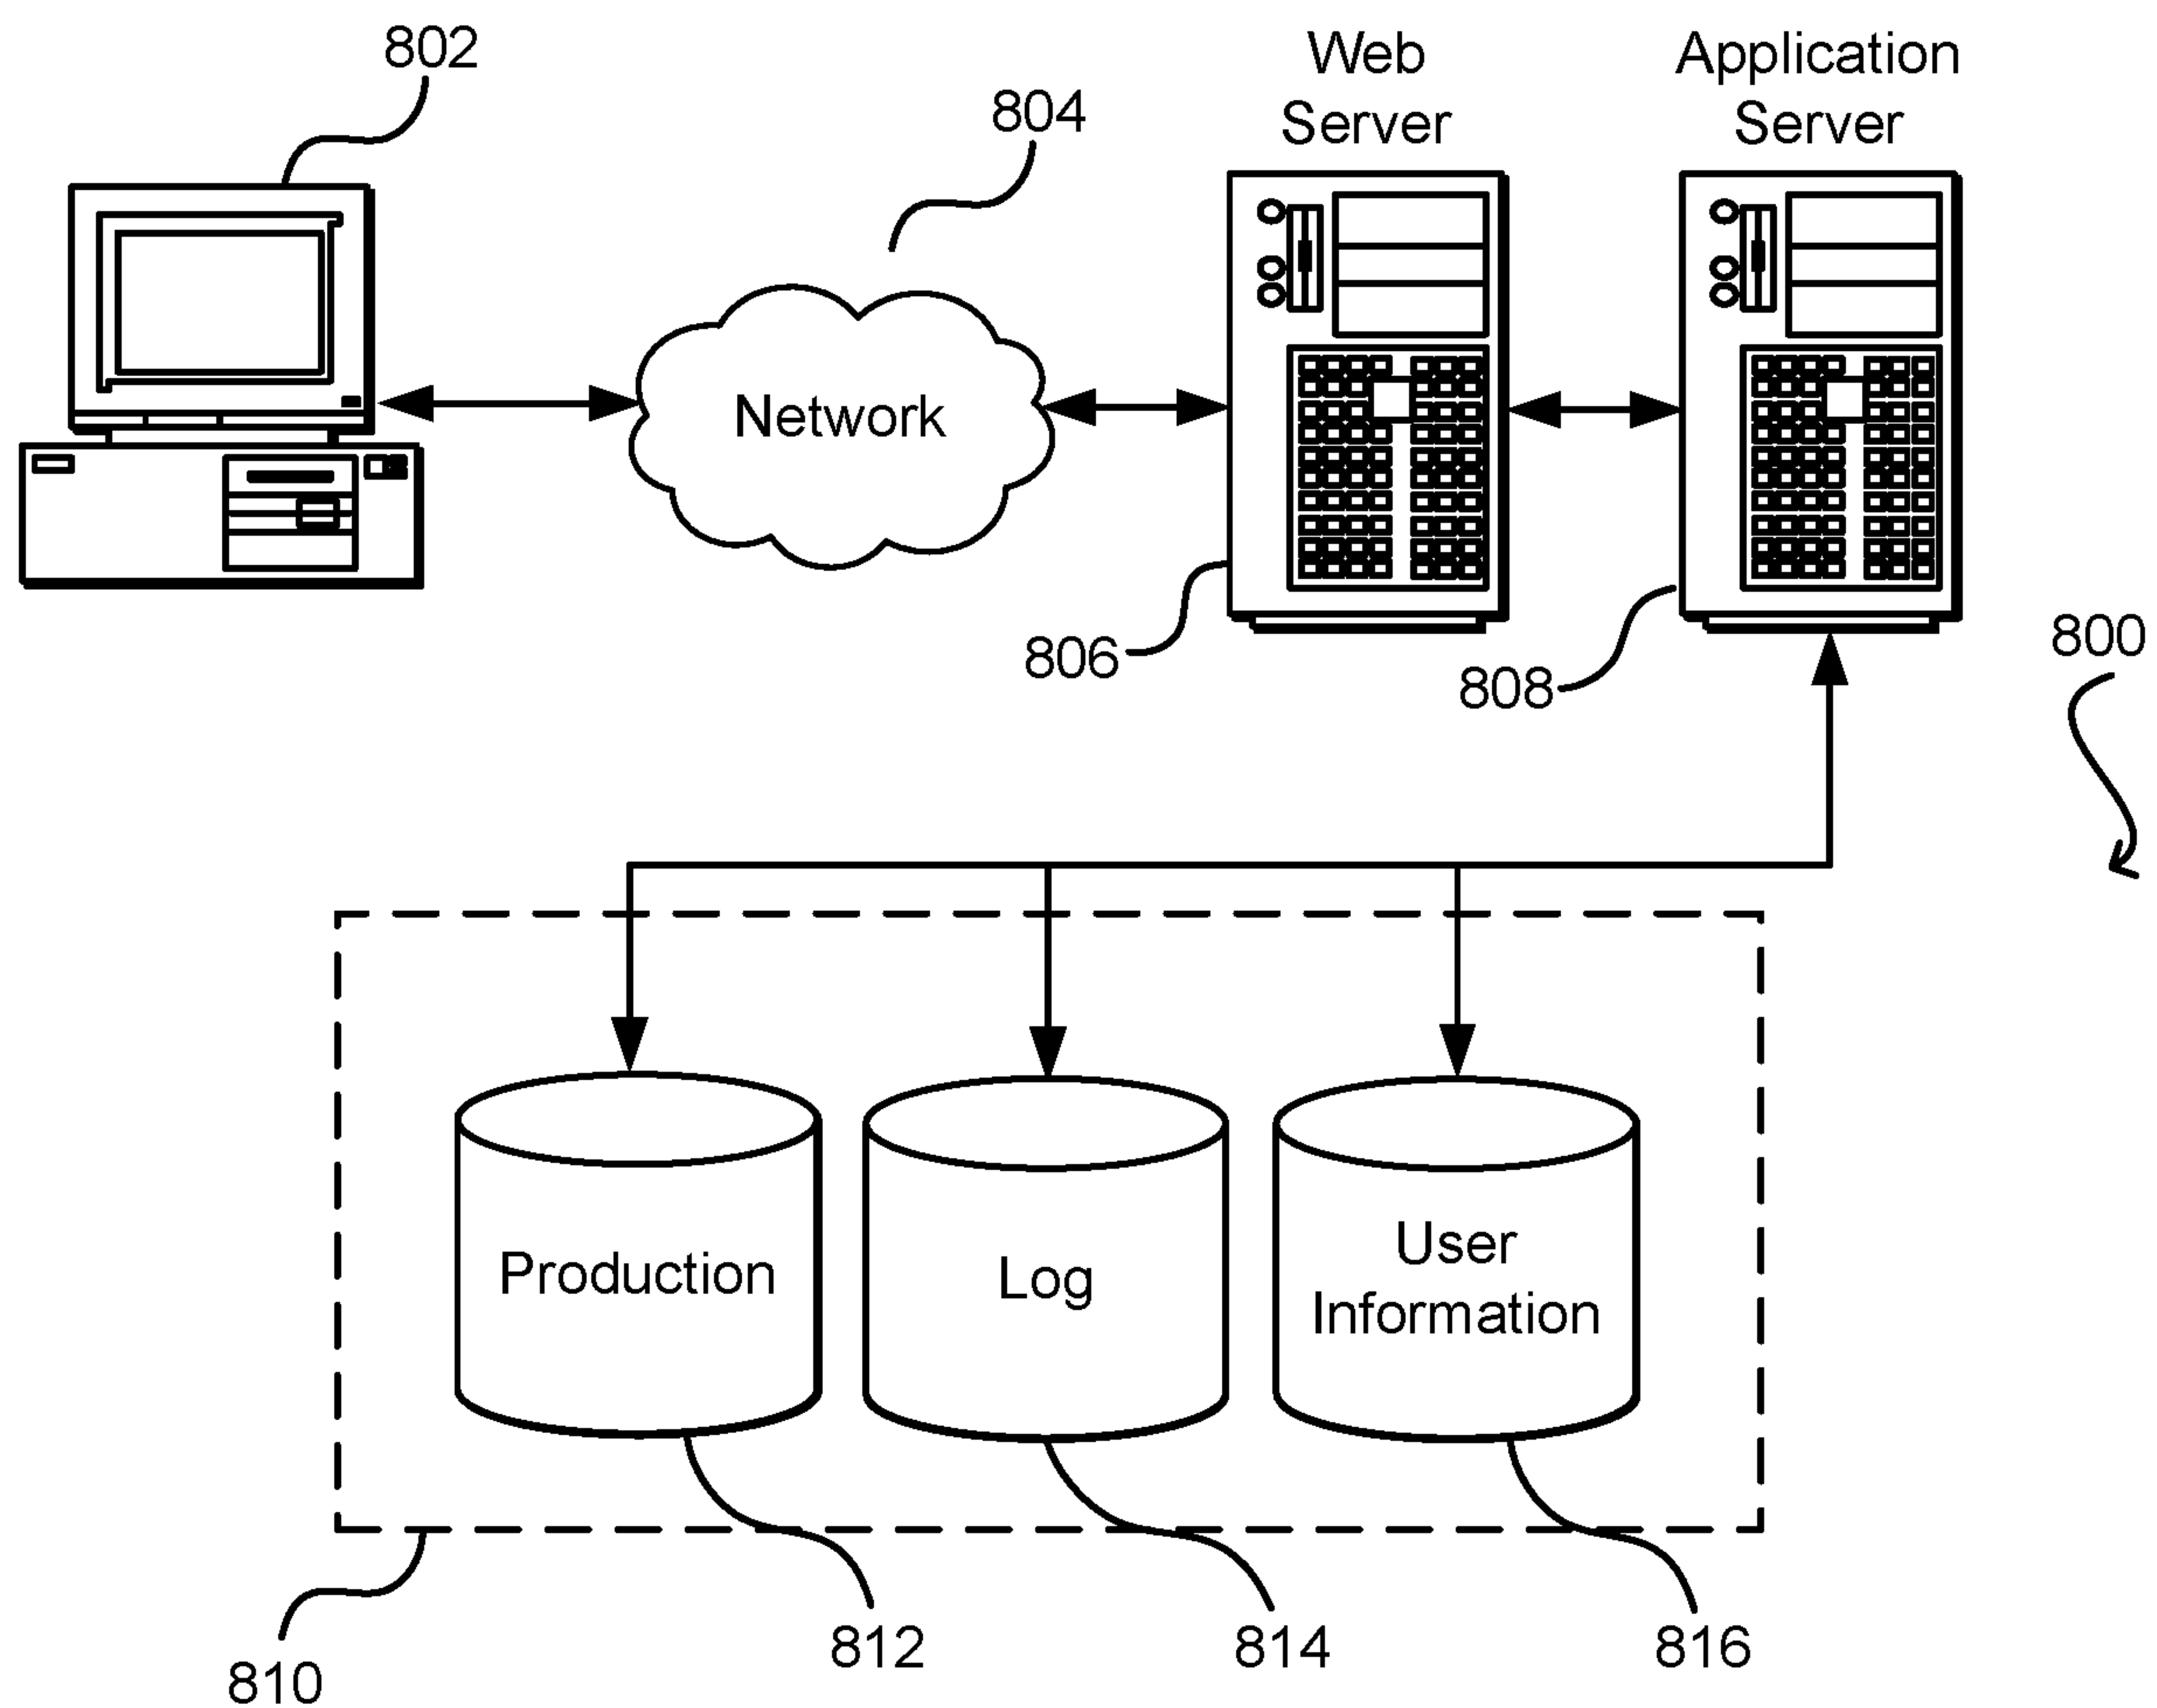 802
804
Web
Server
Application
Server
Network
806
808
800
Production
Log
User
Information
810
812
814
816